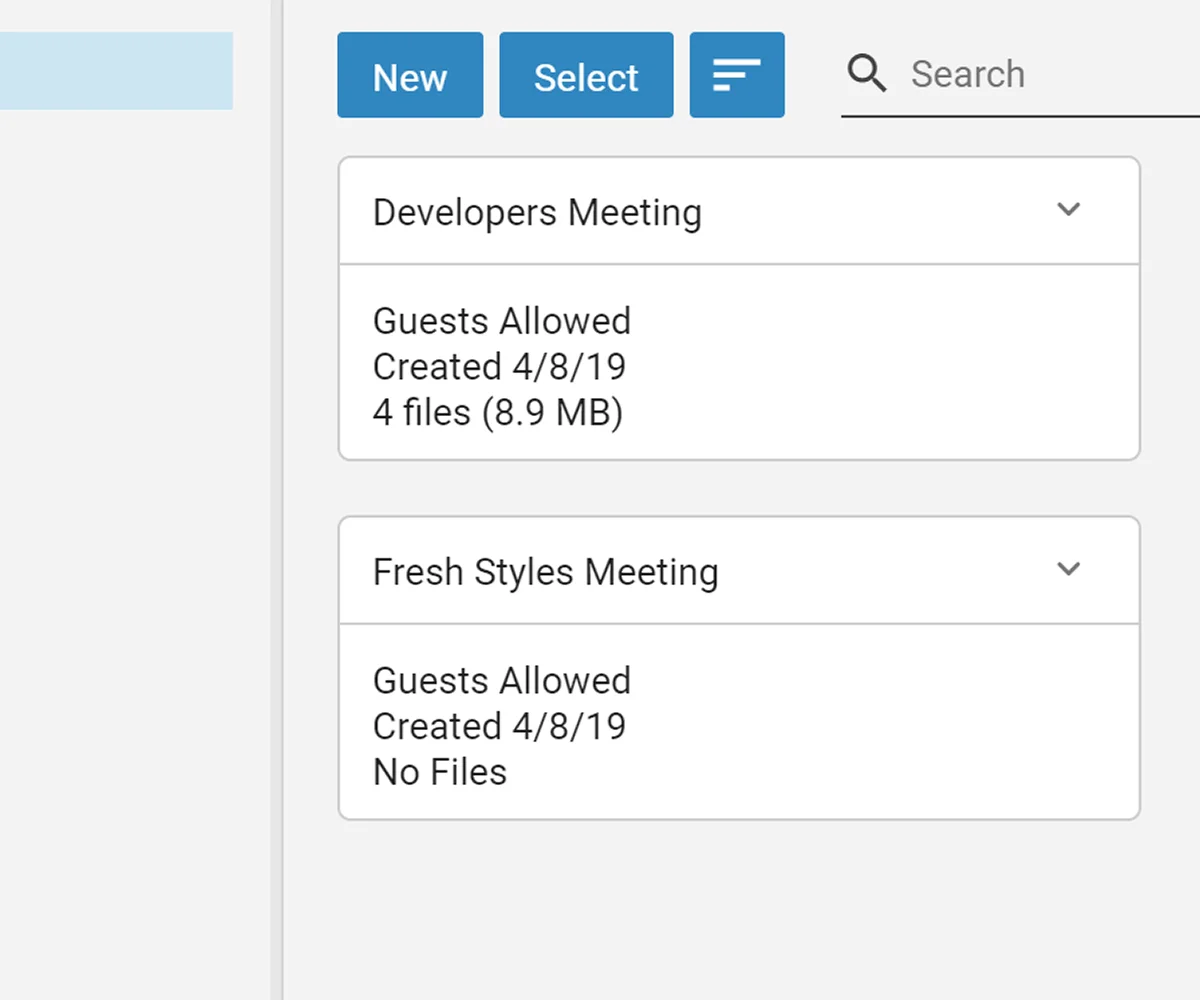 New Select Search
Developers Meeting
Guests Allowed
Created 4/8/19
4 files (8.9 MB)
Fresh Styles Meeting
Guests Allowed
Created 4/8/19
No Files